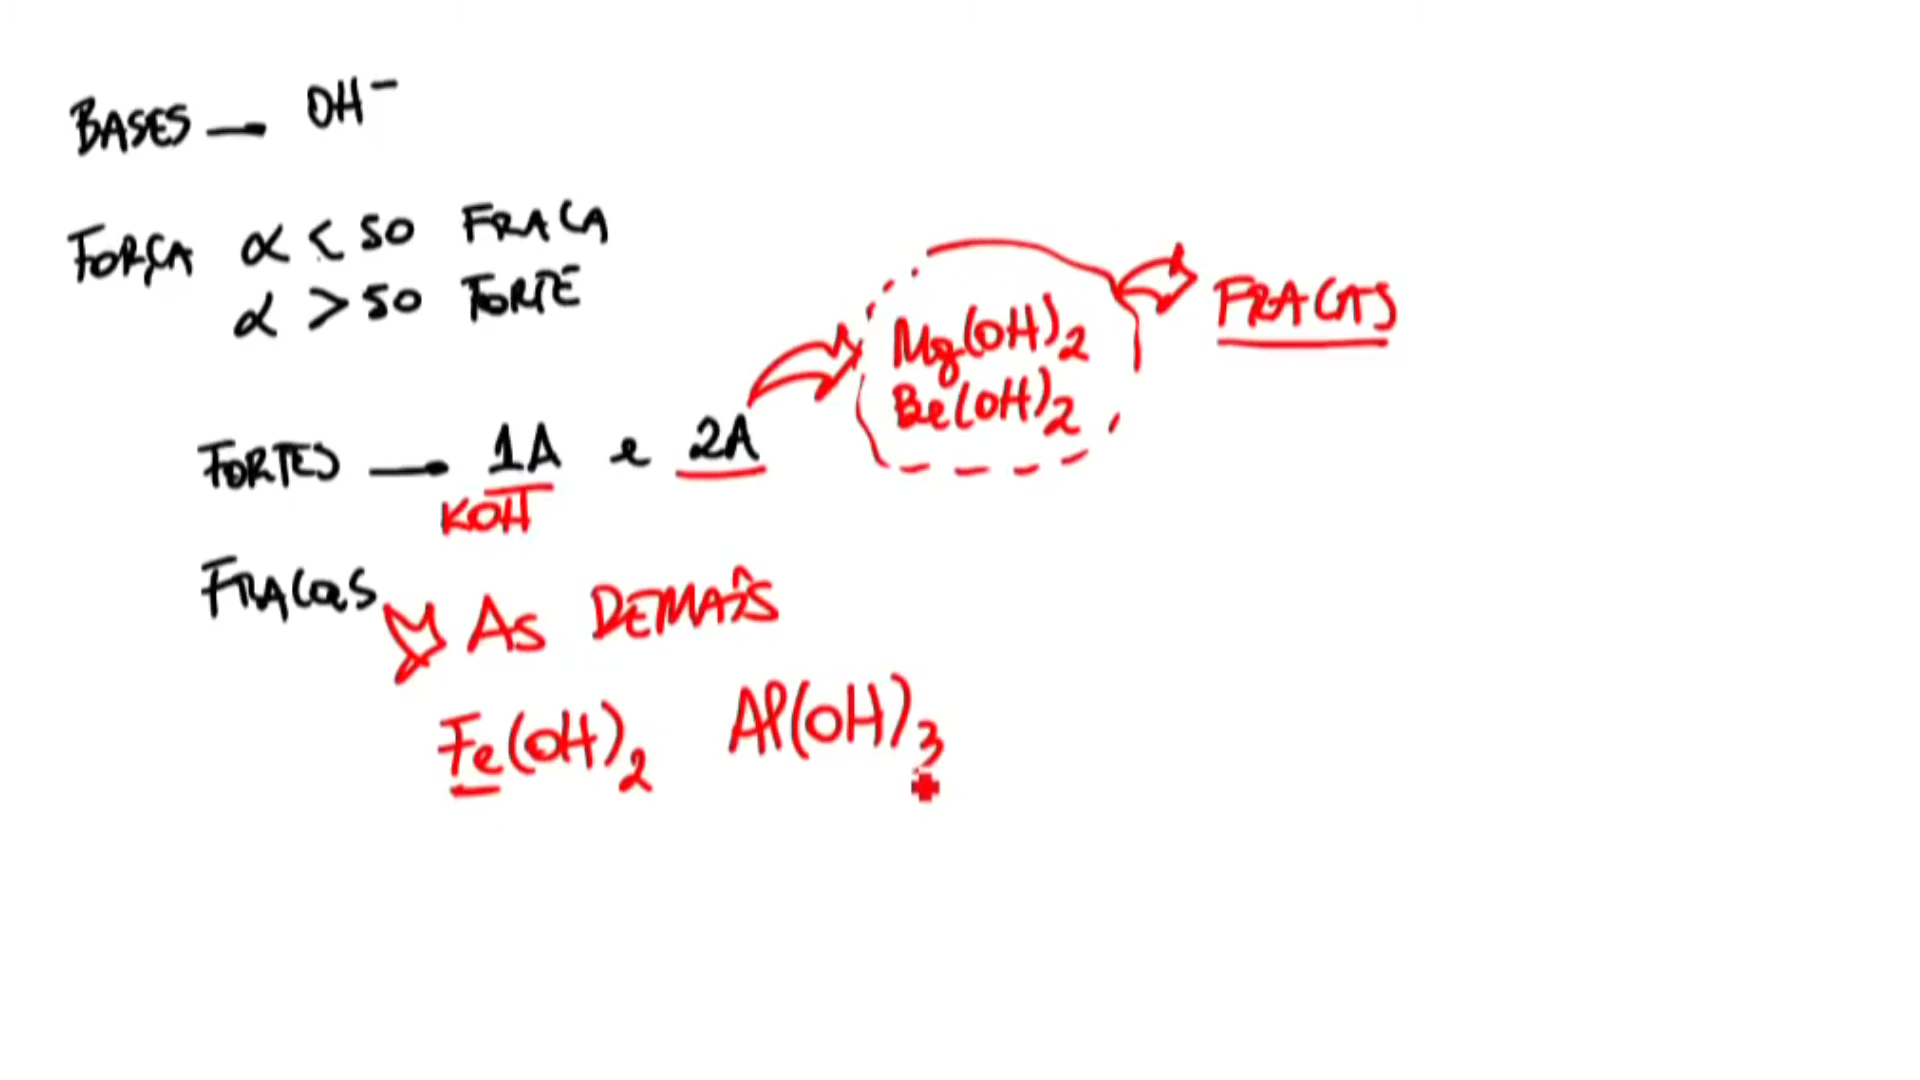 BASES — OH⁻
FORÇA α < 50 FRACA
α > 50 FORTE
Mg(OH)₂
Be(OH)₂
FRACAS
FORTES — 1A e 2A
KOH
FRACAS
AS DEMAIS
Fe(OH)₂ Al(OH)₃